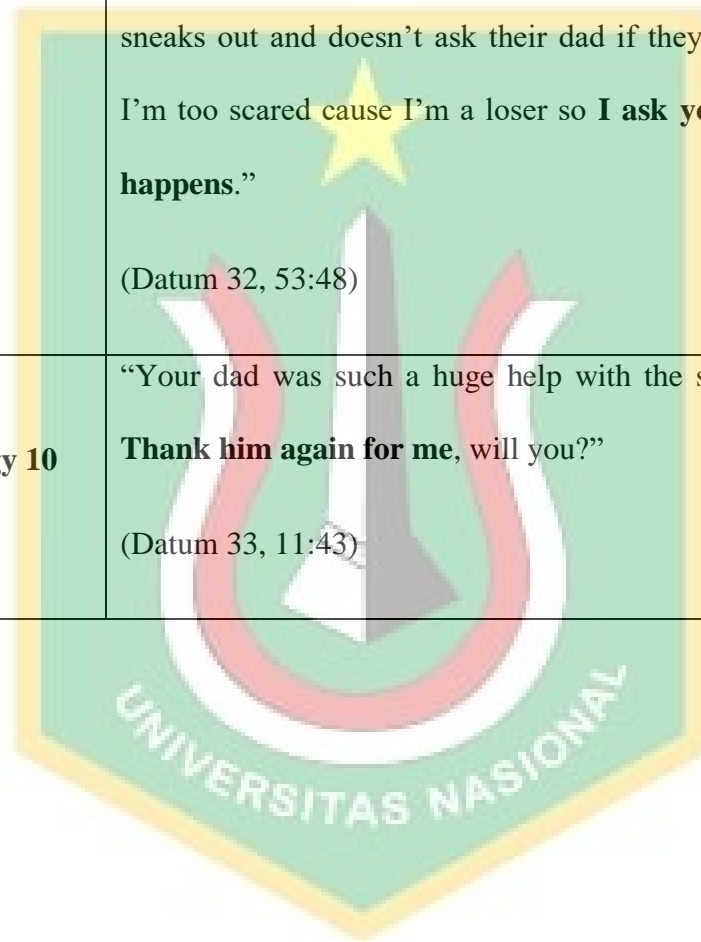 sneaks out and doesn’t ask their dad if they
I’m too scared cause I’m a loser so I ask
happens.”
(Datum 32, 53:48)
“Your dad was such a huge help with the
gy 10
Thank him again for me, will you?”
(Datum 33, 11:43)
UNIVERSITAS NASIONAL